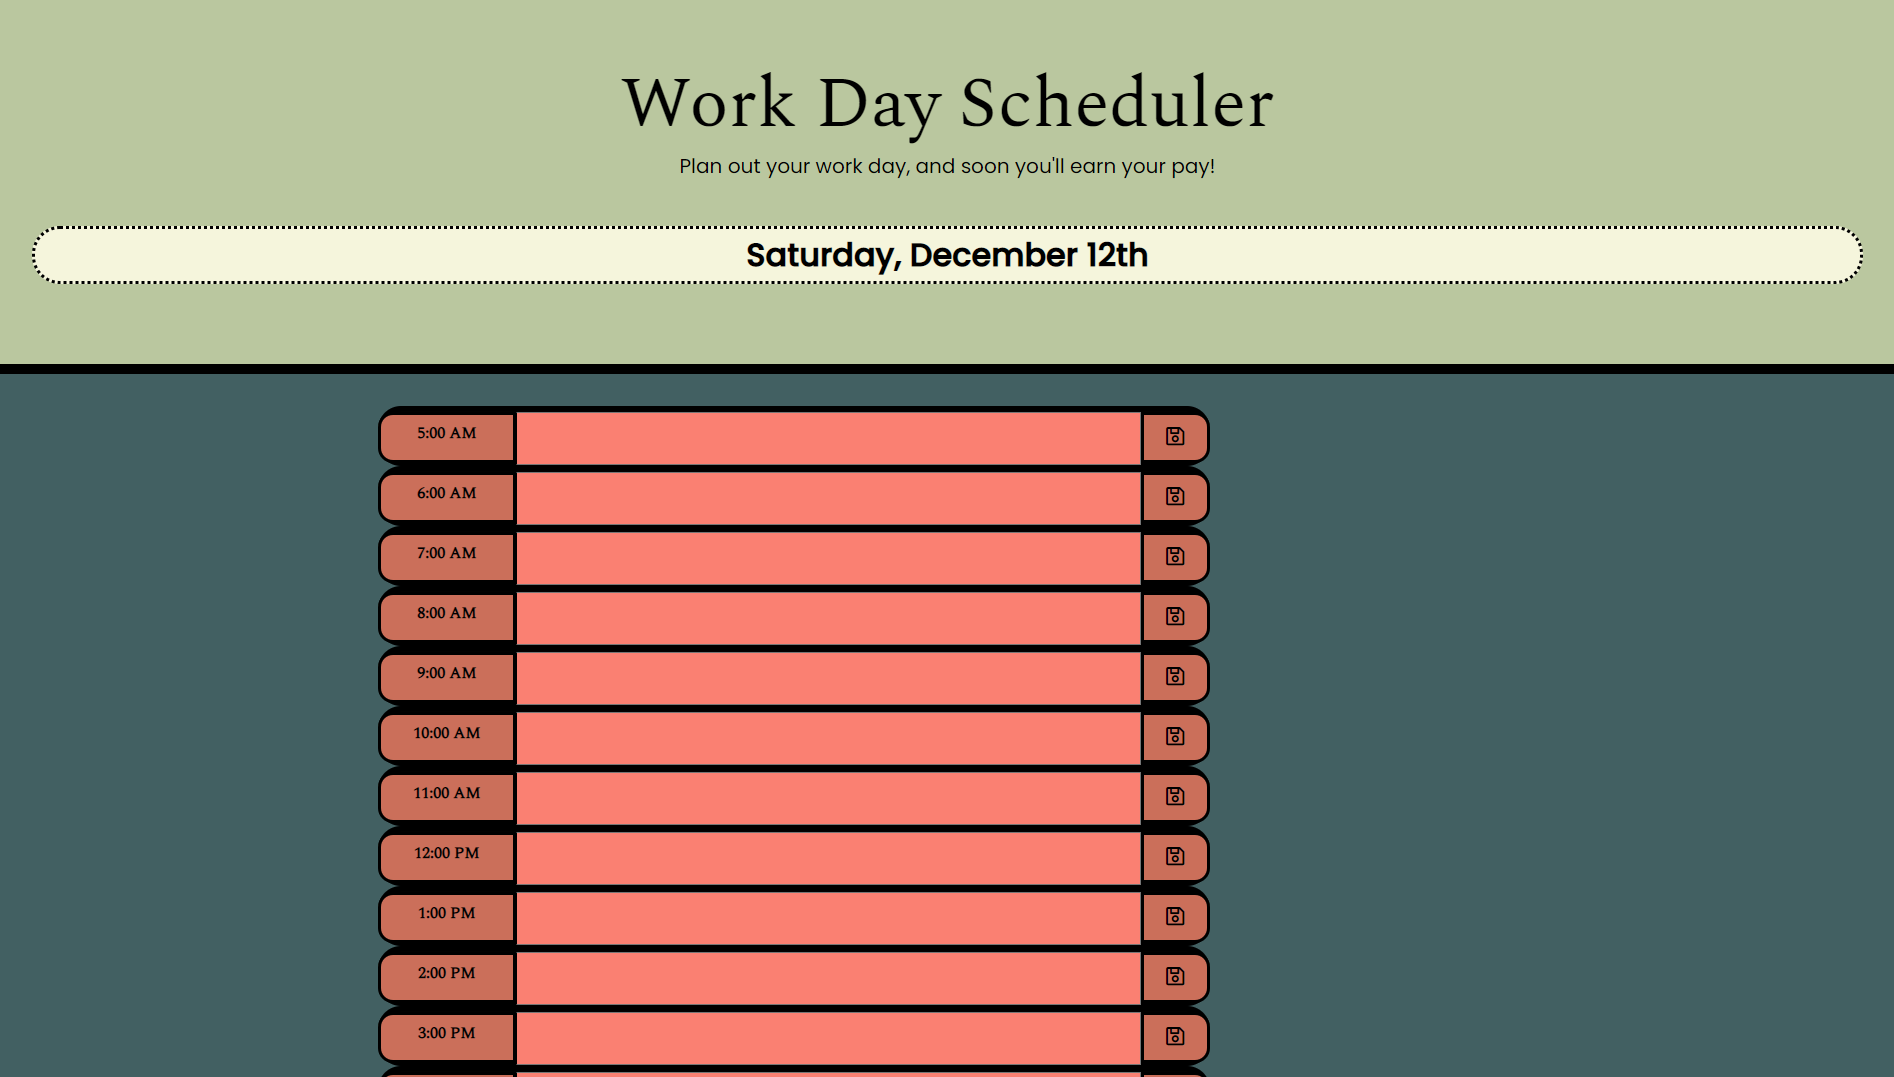 Work Day Scheduler
Plan out your work day, and soon you'll earn your pay!
Saturday, December 12th
5:00 AM
6:00 AM
7:00 AM
8:00 AM
9:00 AM
10:00 AM
11:00 AM
12:00 PM
1:00 PM
2:00 PM
3:00 PM